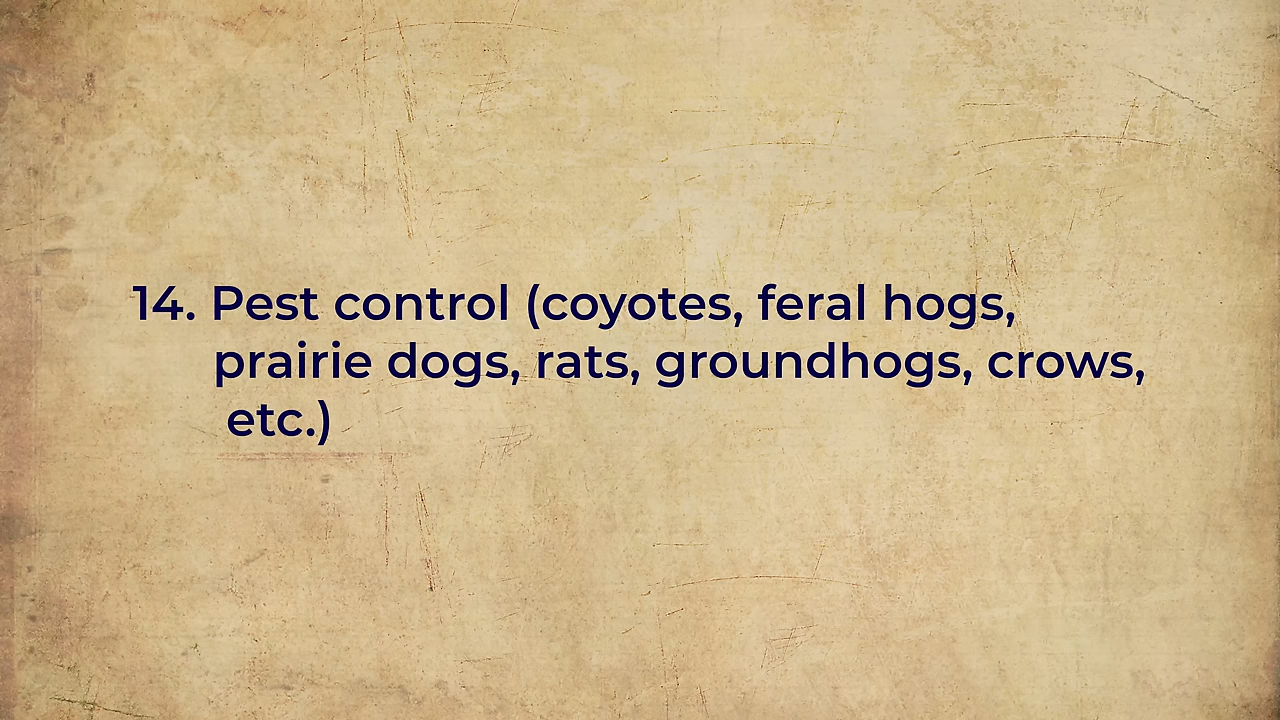 14. Pest control (coyotes, feral hogs,
prairie dogs, rats, groundhogs, crows,
etc.)